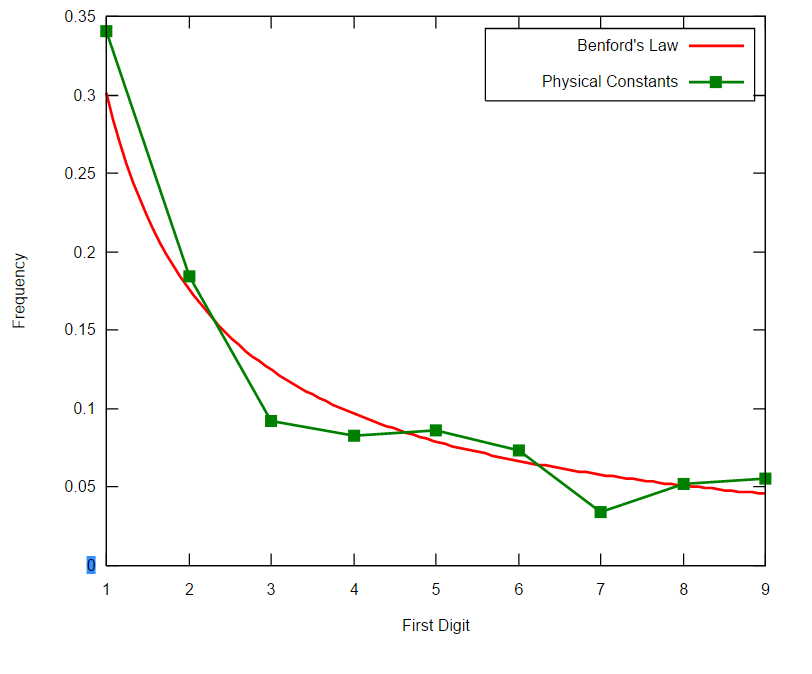 0.35
Benford's Law
Physical Constants
0.3
0.25
0.2
0.15
0.1
0.05
0
Frequency
1 2 3 4 5 6 7 8 9
First Digit